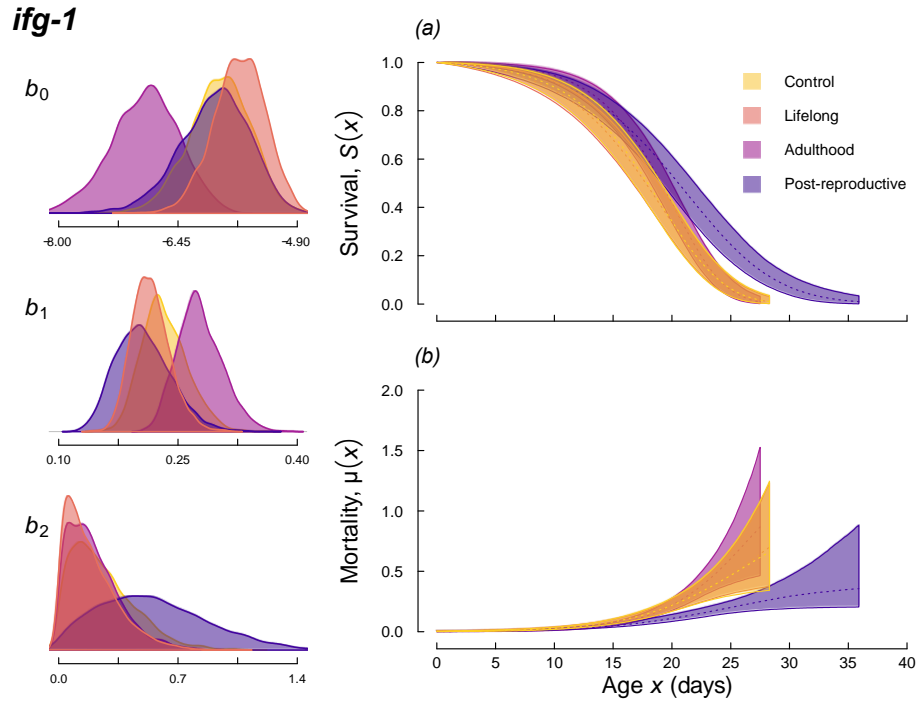 ifg-1
b0
-8.00 -6.45 -4.90
b1
0.10 0.25 0.40
b2
0.0 0.7 1.4
(a)
Survival, S(x)
1.0
0.8
0.6
0.4
0.2
0.0
Control
Lifelong
Adulthood
Post-reproductive
(b)
Mortality, μ(x)
2.0
1.5
1.0
0.5
0.0
0 5 10 15 20 25 30 35 40
Age x (days)